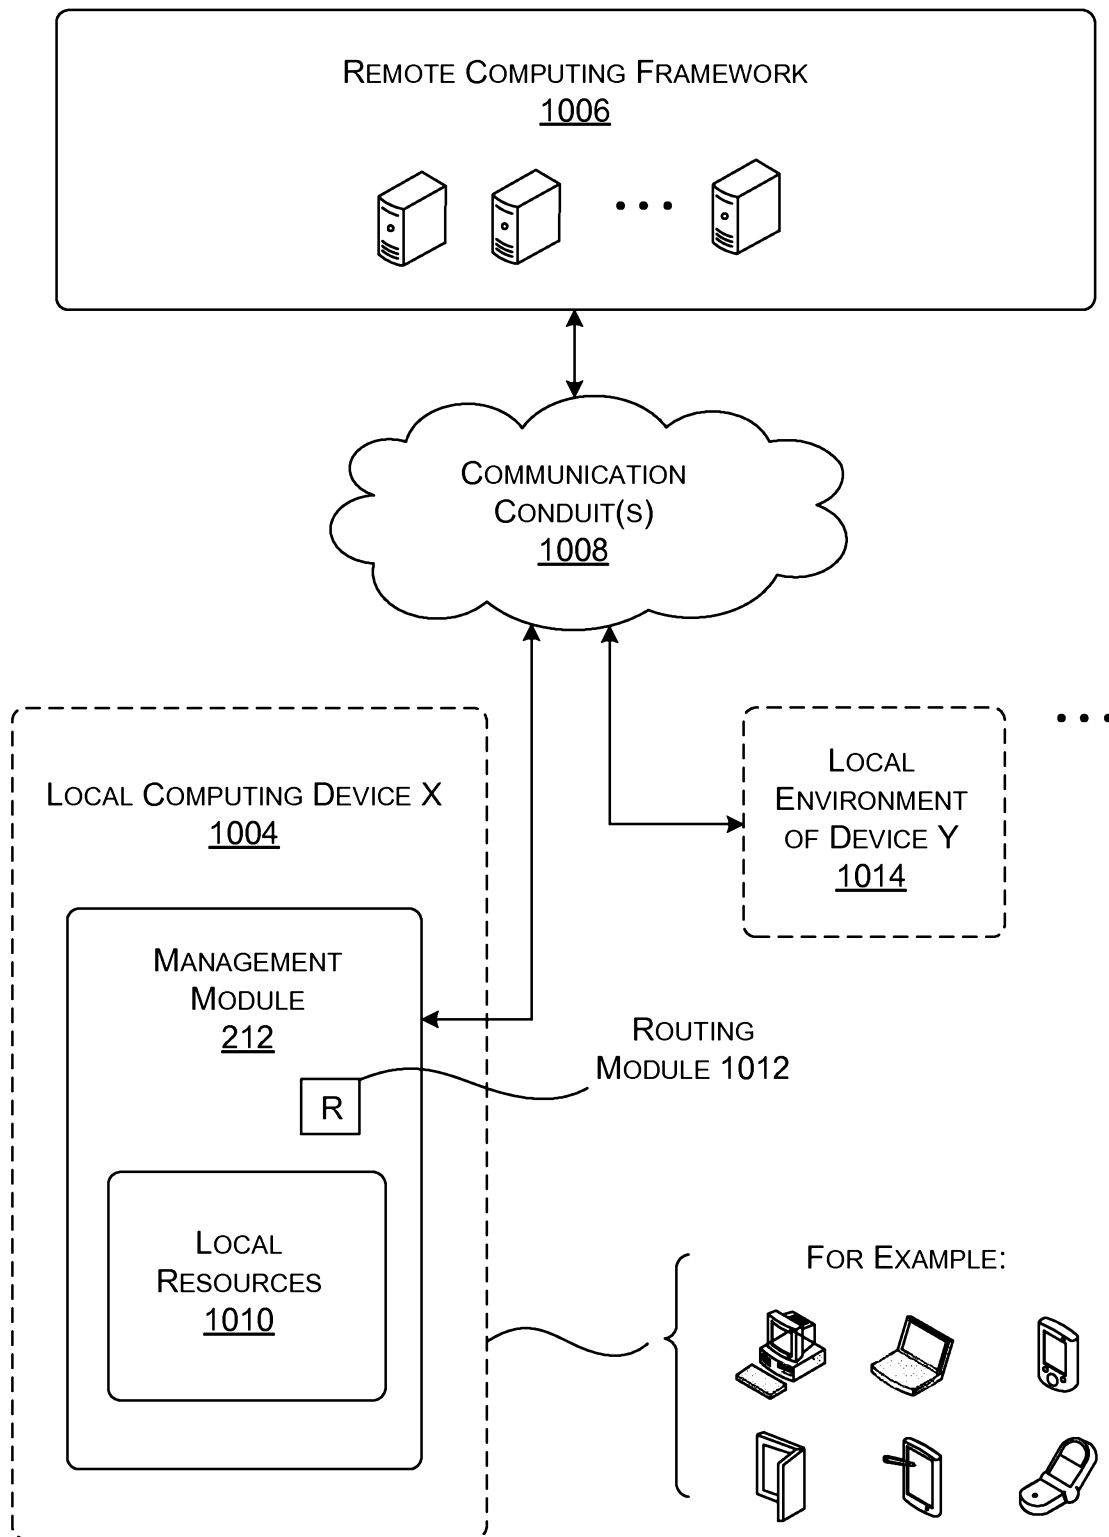 REMOTE COMPUTING FRAMEWORK
1006
COMMUNICATION
CONDUIT(S)
1008
LOCAL COMPUTING DEVICE X
1004
LOCAL
ENVIRONMENT
OF DEVICE Y
1014
MANAGEMENT
MODULE
212
ROUTING
MODULE 1012
R
LOCAL
RESOURCES
1010
FOR EXAMPLE: